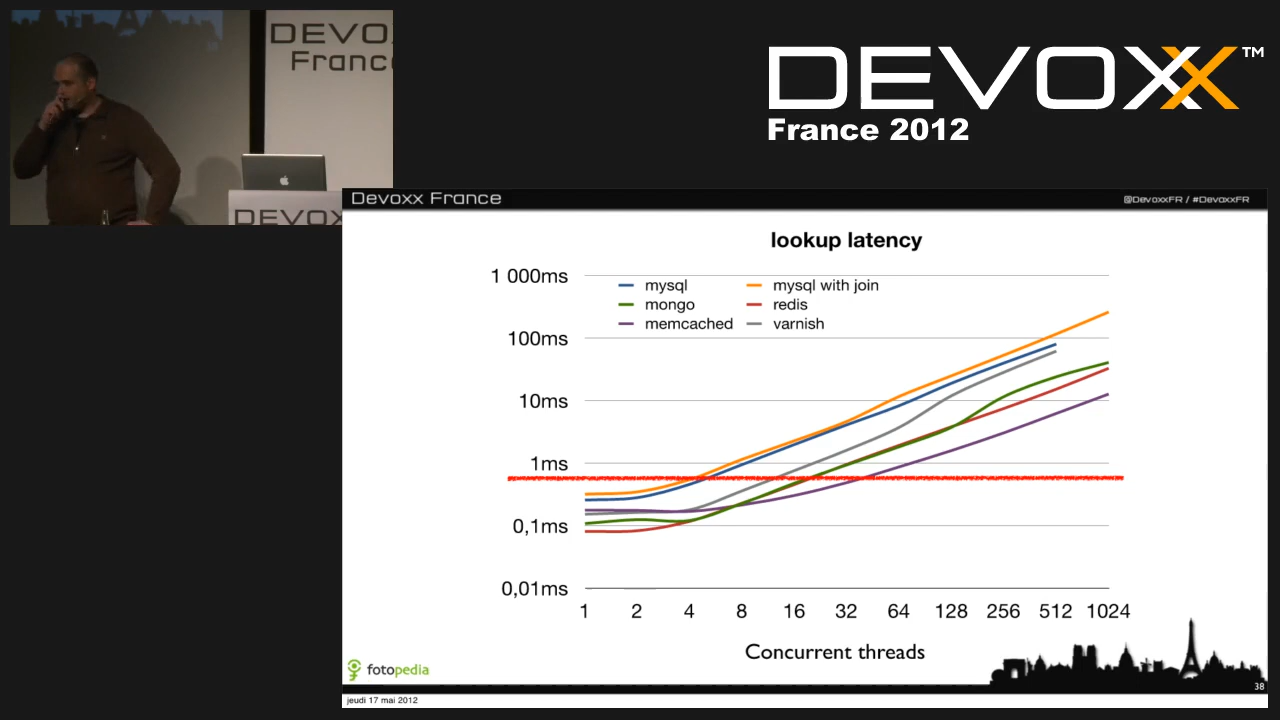 DEVOX
France
DEVOX
DEVOXX™
France 2012
Devoxx France
@DevoxxFR / #DevoxxFR
lookup latency
1 000ms
100ms
10ms
1ms
0,1ms
0,01ms
mysql
mysql with join
mongo
redis
memcached
varnish
1 2 4 8 16 32 64 128 256 512 1024
Concurrent threads
fotopedia
38
jeudi 17 mai 2012